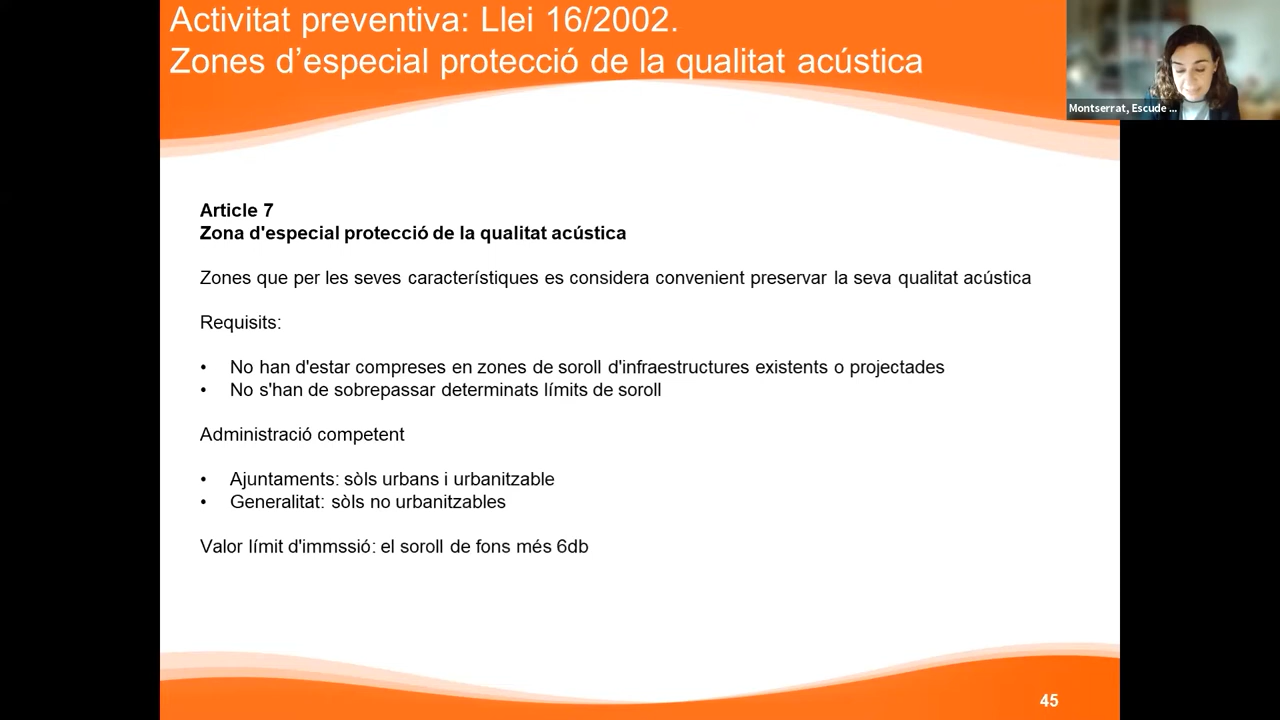 Activitat preventiva: Llei 16/2002.
Zones d’especial protecció de la qualitat acústica
Montserrat, Escude ...
Article 7
Zona d'especial protecció de la qualitat acústica
Zones que per les seves característiques es considera convenient preservar la seva qualitat acústica
Requisits:
• No han d'estar compreses en zones de soroll d'infraestructures existents o projectades
• No s'han de sobrepassar determinats límits de soroll
Administració competent
• Ajuntaments: sòls urbans i urbanitzable
• Generalitat: sòls no urbanitzables
Valor límit d'immssió: el soroll de fons més 6db
45